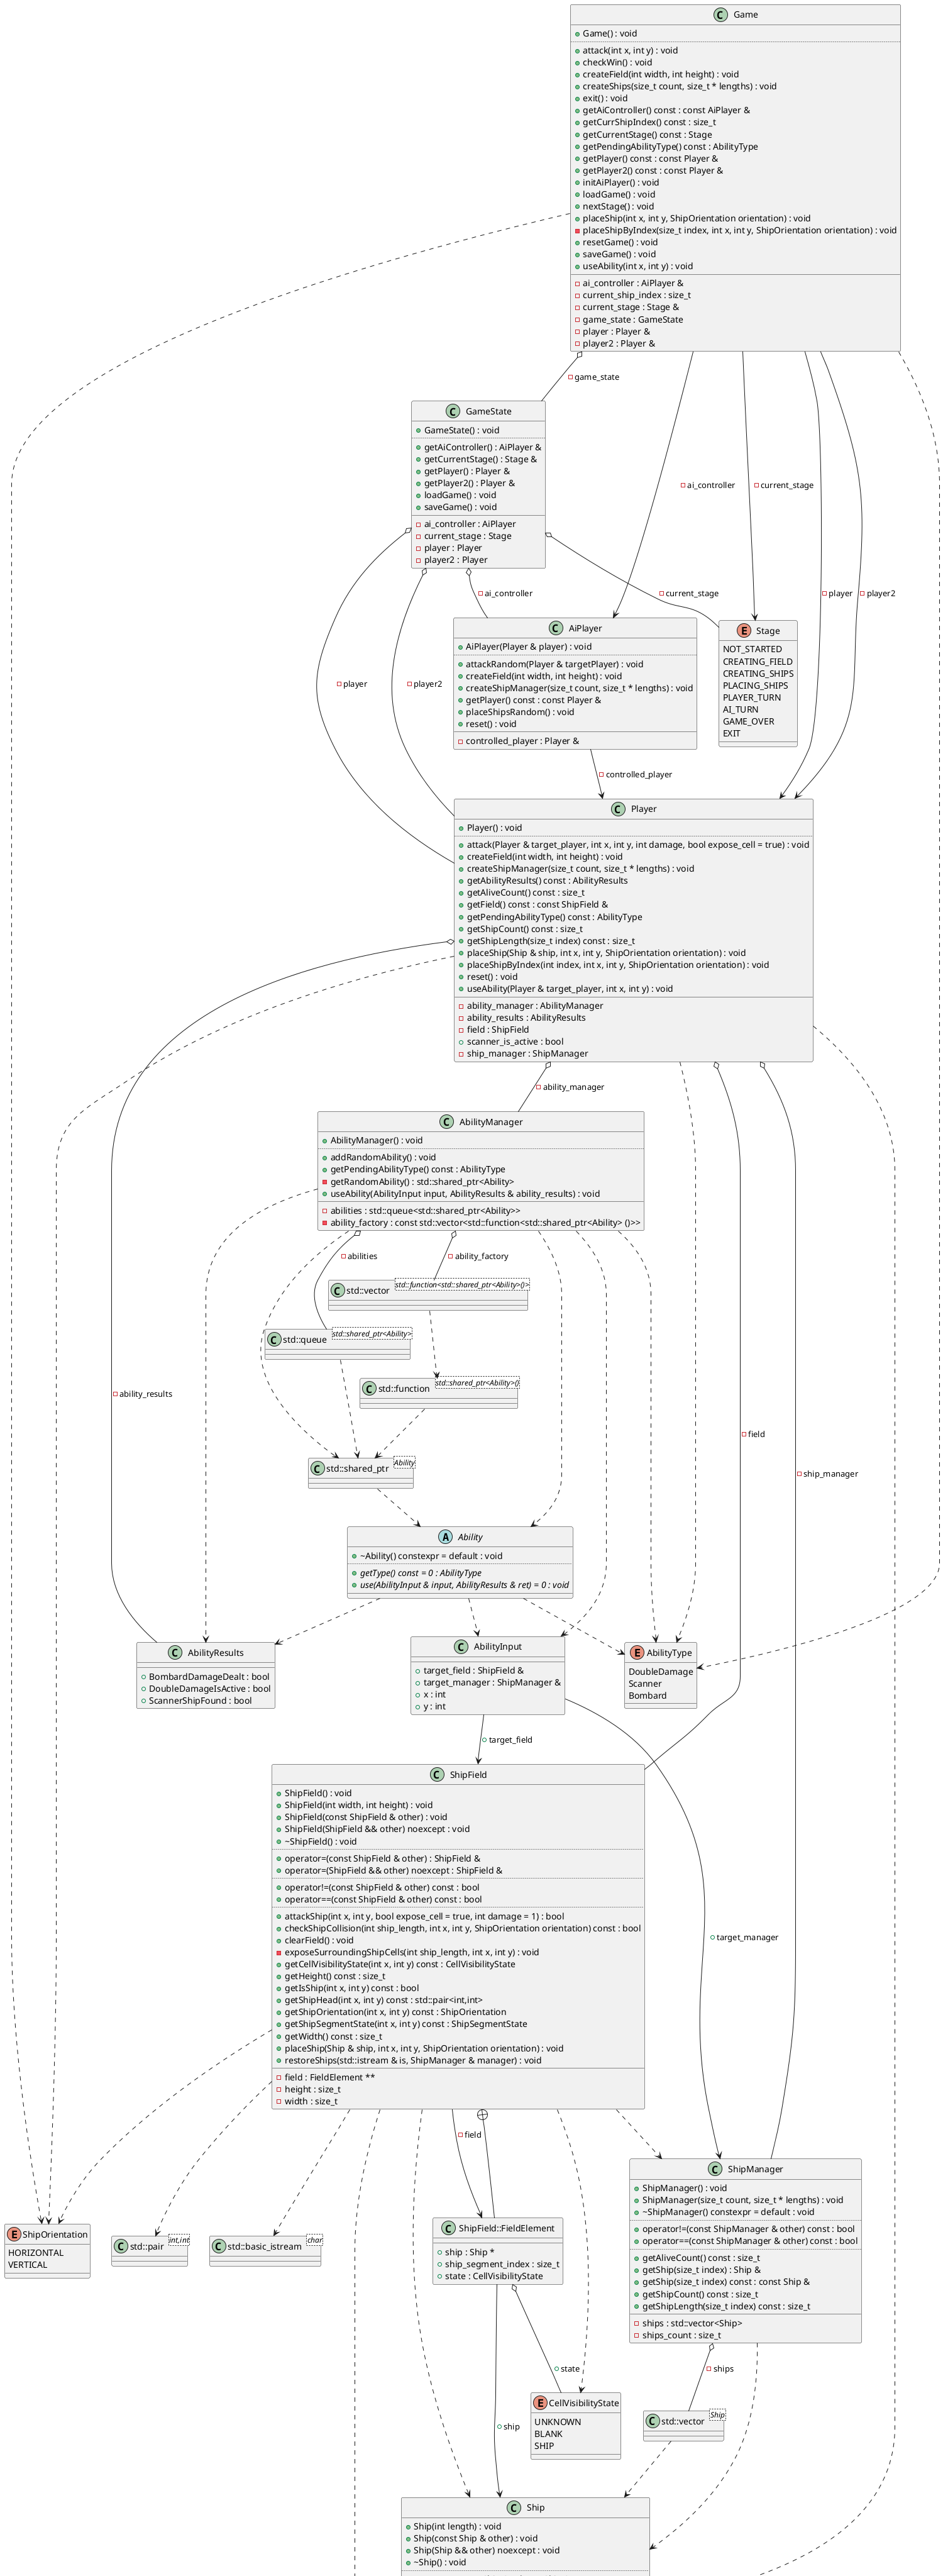 Game
Game() : void
attack(int x, int y) : void
checkWin() : void
createField(int width, int height) : void
createShips(size_t count, size_t * lengths) : void
exit() : void
getAiController() const : const AiPlayer &
getCurrShipIndex() const : size_t
getCurrentStage() const : Stage
getPendingAbilityType() const : AbilityType
getPlayer() const : const Player &
getPlayer2() const : const Player &
initAiPlayer() : void
loadGame() : void
nextStage() : void
placeShip(int x, int y, ShipOrientation orientation) : void
placeShipByIndex(size_t index, int x, int y, ShipOrientation orientation) : void
resetGame() : void
saveGame() : void
useAbility(int x, int y) : void
ai_controller : AiPlayer &
current_ship_index : size_t
current_stage : Stage &
game_state : GameState
player : Player &
player2 : Player &
game_state
GameState
GameState() : void
getAiController() : AiPlayer &
getCurrentStage() : Stage &
getPlayer() : Player &
getPlayer2() : Player &
loadGame() : void
saveGame() : void
ai_controller : AiPlayer
current_stage : Stage
player : Player
player2 : Player
ai_controller
current_stage
ai_controller
current_stage
player
player2
AiPlayer
AiPlayer(Player & player) : void
attackRandom(Player & targetPlayer) : void
createField(int width, int height) : void
createShipManager(size_t count, size_t * lengths) : void
getPlayer() const : const Player &
placeShipsRandom() : void
reset() : void
controlled_player : Player &
Stage
NOT_STARTED
CREATING_FIELD
CREATING_SHIPS
PLACING_SHIPS
PLAYER_TURN
AI_TURN
GAME_OVER
EXIT
player
player2
controlled_player
Player
Player() : void
attack(Player & target_player, int x, int y, int damage, bool expose_cell = true) : void
createField(int width, int height) : void
createShipManager(size_t count, size_t * lengths) : void
getAbilityResults() const : AbilityResults
getAliveCount() const : size_t
getField() const : const ShipField &
getPendingAbilityType() const : AbilityType
getShipCount() const : size_t
getShipLength(size_t index) const : size_t
placeShip(Ship & ship, int x, int y, ShipOrientation orientation) : void
placeShipByIndex(int index, int x, int y, ShipOrientation orientation) : void
reset() : void
useAbility(Player & target_player, int x, int y) : void
ability_manager : AbilityManager
ability_results : AbilityResults
field : ShipField
scanner_is_active : bool
ship_manager : ShipManager
ability_manager
AbilityManager
AbilityManager() : void
addRandomAbility() : void
getPendingAbilityType() const : AbilityType
getRandomAbility() : std::shared_ptr<Ability>
useAbility(AbilityInput input, AbilityResults & ability_results) : void
abilities : std::queue<std::shared_ptr<Ability>>
ability_factory : const std::vector<std::function<std::shared_ptr<Ability> ()>>
abilities
ability_factory
std::vector
std::function<std::shared_ptr<Ability>()>
std::queue
std::shared_ptr<Ability>
std::function
std::shared_ptr<Ability>()
ability_results
field
ship_manager
std::shared_ptr
Ability
Ability
~Ability() constexpr = default : void
getType() const = 0 : AbilityType
use(AbilityInput & input, AbilityResults & ret) = 0 : void
AbilityResults
BombardDamageDealt : bool
DoubleDamageIsActive : bool
ScannerShipFound : bool
AbilityInput
target_field : ShipField &
target_manager : ShipManager &
x : int
y : int
AbilityType
DoubleDamage
Scanner
Bombard
target_field
target_manager
ShipField
ShipField() : void
ShipField(int width, int height) : void
ShipField(const ShipField & other) : void
ShipField(ShipField && other) noexcept : void
~ShipField() : void
operator=(const ShipField & other) : ShipField &
operator=(ShipField && other) noexcept : ShipField &
operator!=(const ShipField & other) const : bool
operator==(const ShipField & other) const : bool
attackShip(int x, int y, bool expose_cell = true, int damage = 1) : bool
checkShipCollision(int ship_length, int x, int y, ShipOrientation orientation) const : bool
clearField() : void
exposeSurroundingShipCells(int ship_length, int x, int y) : void
getCellVisibilityState(int x, int y) const : CellVisibilityState
getHeight() const : size_t
getIsShip(int x, int y) const : bool
getShipHead(int x, int y) const : std::pair<int,int>
getShipOrientation(int x, int y) const : ShipOrientation
getShipSegmentState(int x, int y) const : ShipSegmentState
getWidth() const : size_t
placeShip(Ship & ship, int x, int y, ShipOrientation orientation) : void
restoreShips(std::istream & is, ShipManager & manager) : void
field : FieldElement **
height : size_t
width : size_t
field
ShipOrientation
HORIZONTAL
VERTICAL
std::pair
int,int
std::basic_istream
char
ShipField::FieldElement
ship : Ship *
ship_segment_index : size_t
state : CellVisibilityState
ShipManager
ShipManager() : void
ShipManager(size_t count, size_t * lengths) : void
~ShipManager() constexpr = default : void
operator!=(const ShipManager & other) const : bool
operator==(const ShipManager & other) const : bool
getAliveCount() const : size_t
getShip(size_t index) : Ship &
getShip(size_t index) const : const Ship &
getShipCount() const : size_t
getShipLength(size_t index) const : size_t
ships : std::vector<Ship>
ships_count : size_t
state
ships
ship
CellVisibilityState
UNKNOWN
BLANK
SHIP
std::vector
Ship
Ship
Ship(int length) : void
Ship(const Ship & other) : void
Ship(Ship && other) noexcept : void
~Ship() : void